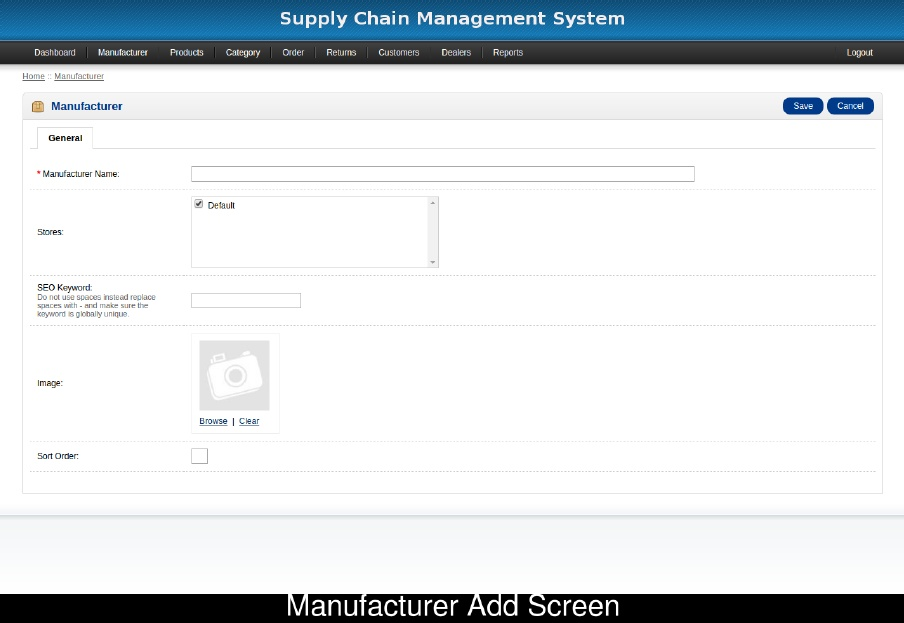 Supply Chain Management System
Dashboard Manufacturer Products Category Order Returns Customers Dealers Reports Logout
Home :: Manufacturer
Manufacturer Save Cancel
General
* Manufacturer Name:
Default
Stores:
SEO Keyword:
Do not use spaces instead replace
spaces with - and make sure the
keyword is globally unique.
Image:
Browse | Clear
Sort Order:
Manufacturer Add Screen